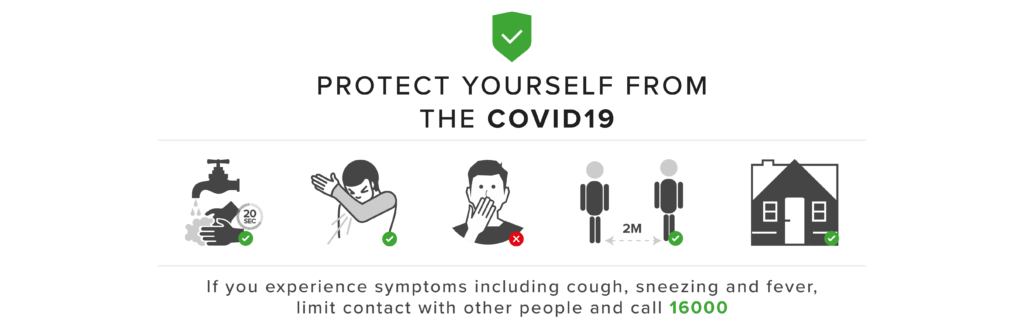 PROTECT YOURSELF FROM
THE COVID19
20
SEC
2M
If you experience symptoms including cough, sneezing and fever,
limit contact with other people and call 16000